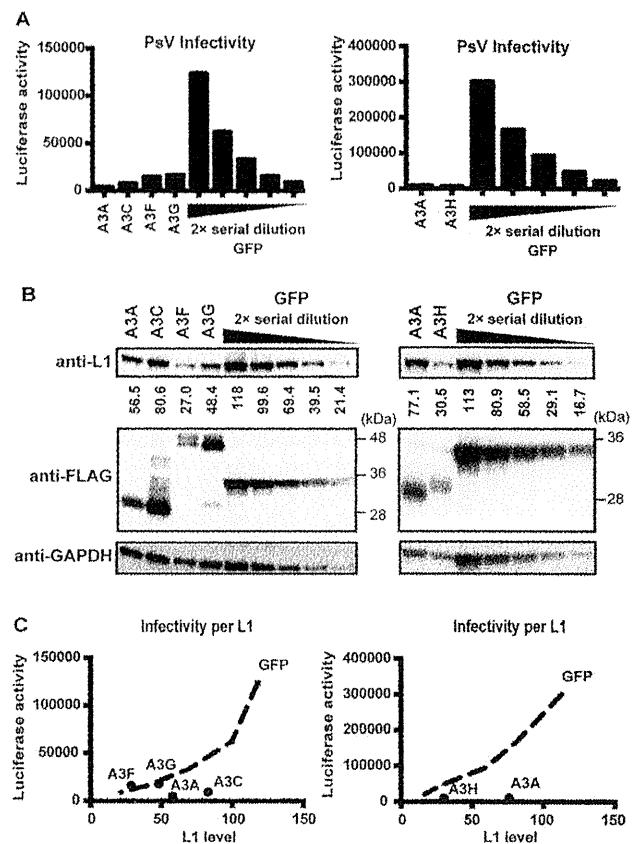 A
PsV Infectivity
Luciferase activity
150000
100000
50000
0
A3A
A3C
A3F
A3G
2× serial dilution
GFP
PsV Infectivity
Luciferase activity
400000
300000
200000
100000
0
A3A
A3H
2× serial dilution
GFP
B
A3A
A3C
A3F
A3G
GFP
2× serial dilution
A3A
A3H
GFP
2× serial dilution
anti-L1
56.5
80.6
27.0
48.4
118
99.6
69.4
39.5
21.4
77.1
30.5
113
80.9
58.5
29.1
16.7
(kDa)
(kDa)
anti-FLAG
48
36
28
36
28
anti-GAPDH
C
Infectivity per L1
Luciferase activity
150000
100000
50000
0
GFP
A3F
A3G
A3A
A3C
0
50
100
150
L1 level
Infectivity per L1
Luciferase activity
400000
300000
200000
100000
0
GFP
A3H
A3A
0
50
100
150
L1 level